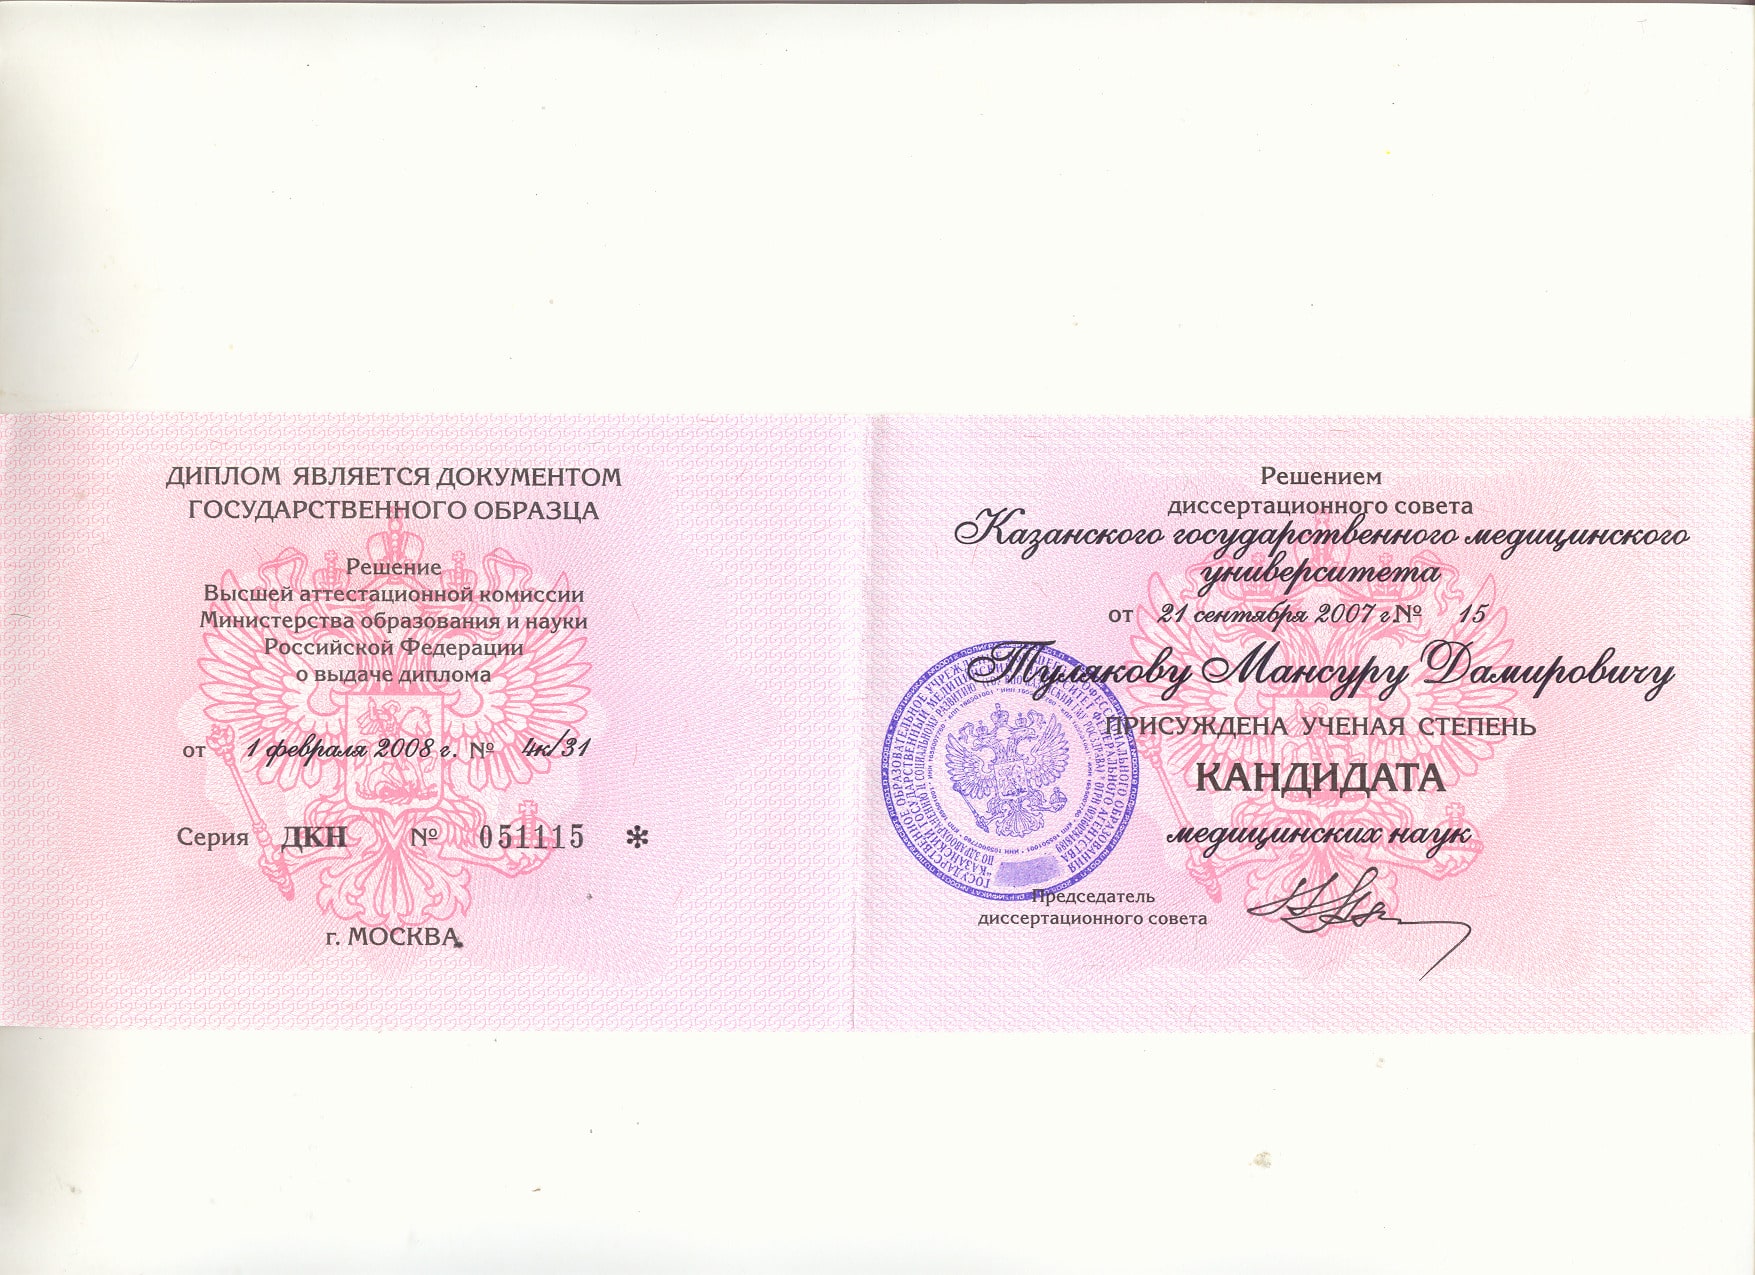 ДИПЛОМ ЯВЛЯЕТСЯ ДОКУМЕНТОМ
ГОСУДАРСТВЕННОГО ОБРАЗЦА
Решение
Высшей аттестационной комиссии
Министерства образования и науки
Российской Федерации
о выдаче диплома
от 1 февраля 2008 г. № 4к/31
Серия ДКН № 051115 *
г. МОСКВА
Решением
диссертационного совета
Казанского государственного медицинского
университета
от 21 сентября 2007 г. № 15
Тулякову Мансуру Дамировичу
ПРИСУЖДЕНА УЧЕНАЯ СТЕПЕНЬ
КАНДИДАТА
медицинских наук
Председатель
диссертационного совета